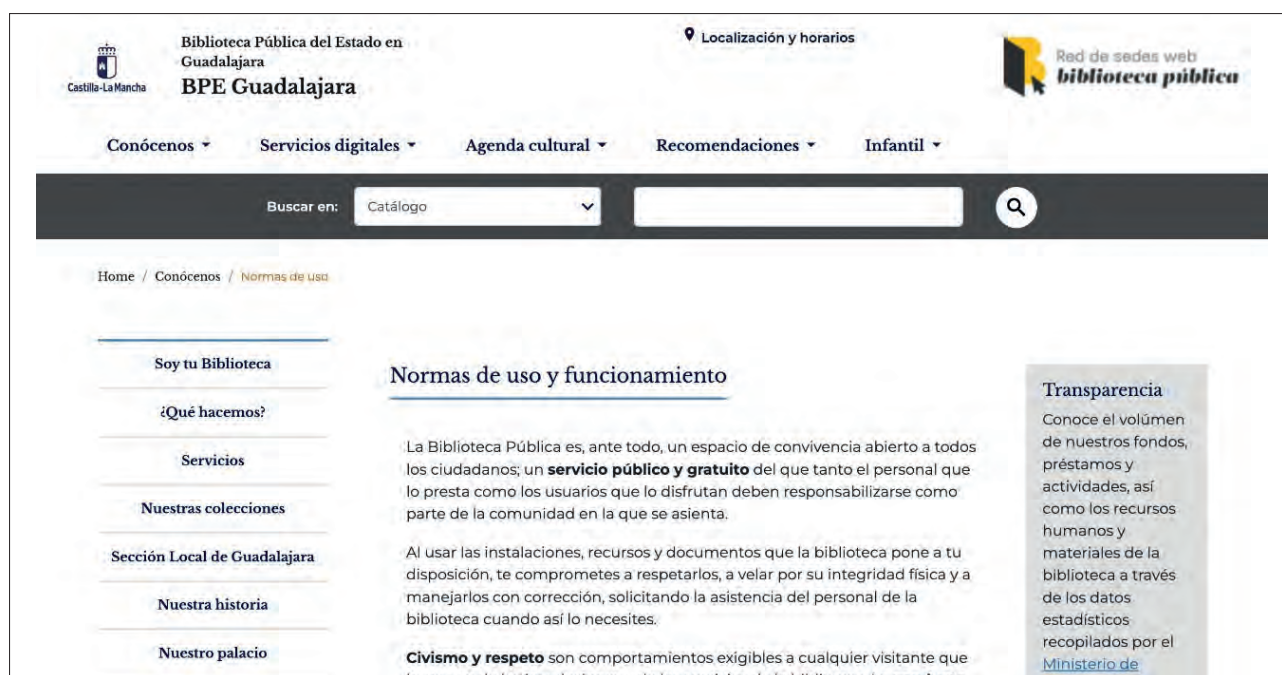 Castilla-La Mancha
Biblioteca Pública del Estado en
Guadalajara
BPE Guadalajara
Localización y horarios
Red de sedes web
biblioteca pública
Conócenos
Servicios digitales
Agenda cultural
Recomendaciones
Infantil
Buscar en:
Catálogo
Home / Conócenos / Normas de uso
Soy tu Biblioteca
¿Qué hacemos?
Servicios
Nuestras colecciones
Sección Local de Guadalajara
Nuestra historia
Nuestro palacio
Normas de uso y funcionamiento
La Biblioteca Pública es, ante todo, un espacio de convivencia abierto a todos
los ciudadanos; un servicio público y gratuito del que tanto el personal que
lo presta como los usuarios que lo disfrutan deben responsabilizarse como
parte de la comunidad en la que se asienta.
Al usar las instalaciones, recursos y documentos que la biblioteca pone a tu
disposición, te comprometes a respetarlos, a velar por su integridad física y a
manejarlos con corrección, solicitando la asistencia del personal de la
biblioteca cuando así lo necesites.
Civismo y respeto son comportamientos exigibles a cualquier visitante que
Transparencia
Conoce el volúmen
de nuestros fondos,
préstamos y
actividades, así
como los recursos
humanos y
materiales de la
biblioteca a través
de los datos
estadísticos
recopilados por el
Ministerio de